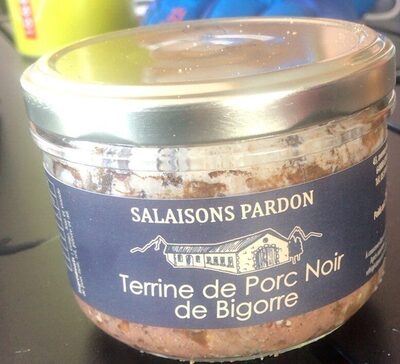 SALAISONS PARDON
Terrine de Porc Noir
de Bigorre